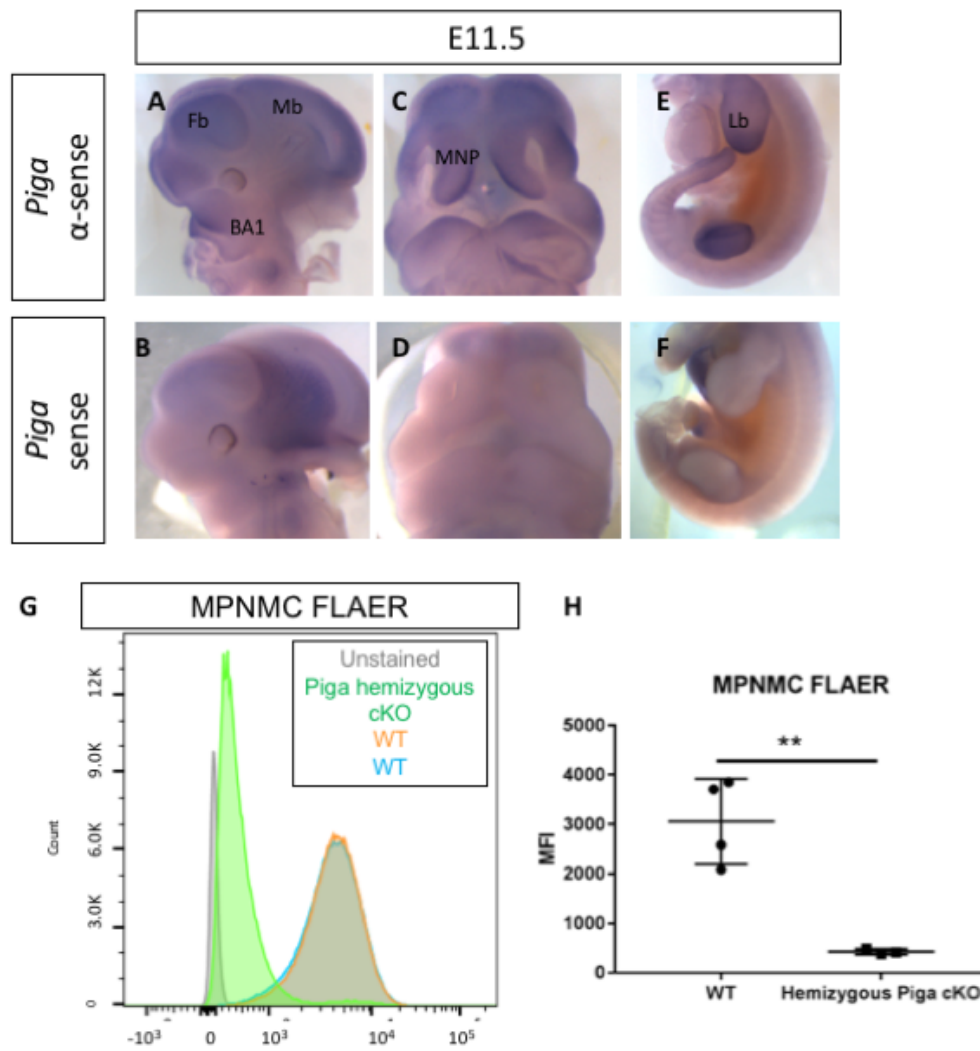 E11.5
Piga
α-sense
A
Fb
Mb
BA1
C
MNP
E
Lb
Piga
sense
B
D
F
G
MPNMC FLAER
Unstained
Piga hemizygous
cKO
WT
WT
Count
12K
9.0K
6.0K
3.0K
0
-10³
0
10³
10⁴
10⁵
H
MPNMC FLAER
**
MFI
5000
4000
3000
2000
1000
0
WT
Hemizygous Piga cKO